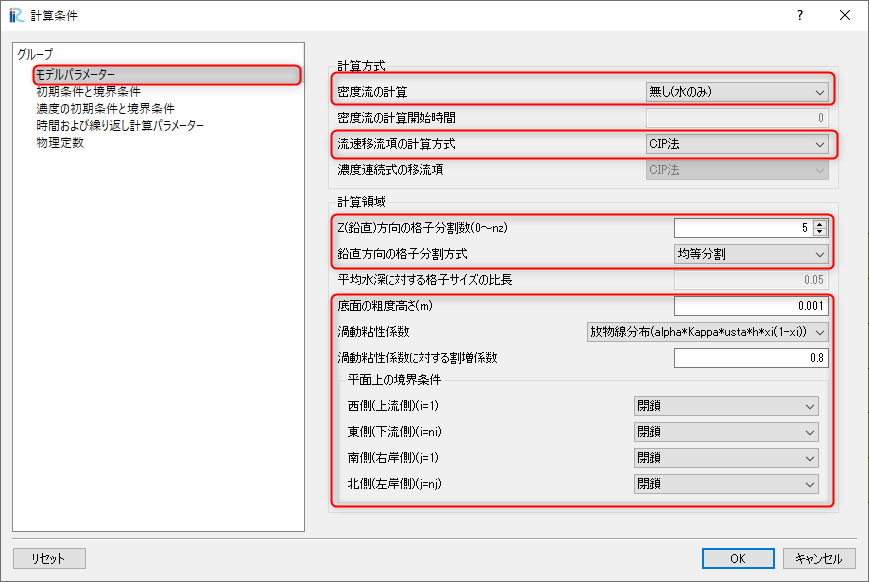 計算条件
グループ
モデルパラメーター
初期条件と境界条件
濃度の初期条件と境界条件
時間および繰り返し計算パラメーター
物理定数
計算方式
密度流の計算 無し(水のみ)
密度流の計算開始時間 0
流速移流項の計算方式 CIP法
濃度連続式の移流項 CIP法
計算領域
Z(鉛直)方向の格子分割数(0～nz) 5
鉛直方向の格子分割方式 均等分割
平均水深に対する格子サイズの比長 0.05
底面の粗度高さ(m) 0.001
渦動粘性係数 放物線分布(alpha*Kappa*usta*h*xi(1-xi))
渦動粘性係数に対する割増係数 0.8
平面上の境界条件
西側(上流側)(i=1) 閉鎖
東側(下流側)(i=ni) 閉鎖
南側(右岸側)(j=1) 閉鎖
北側(左岸側)(j=nj) 閉鎖
リセット OK キャンセル